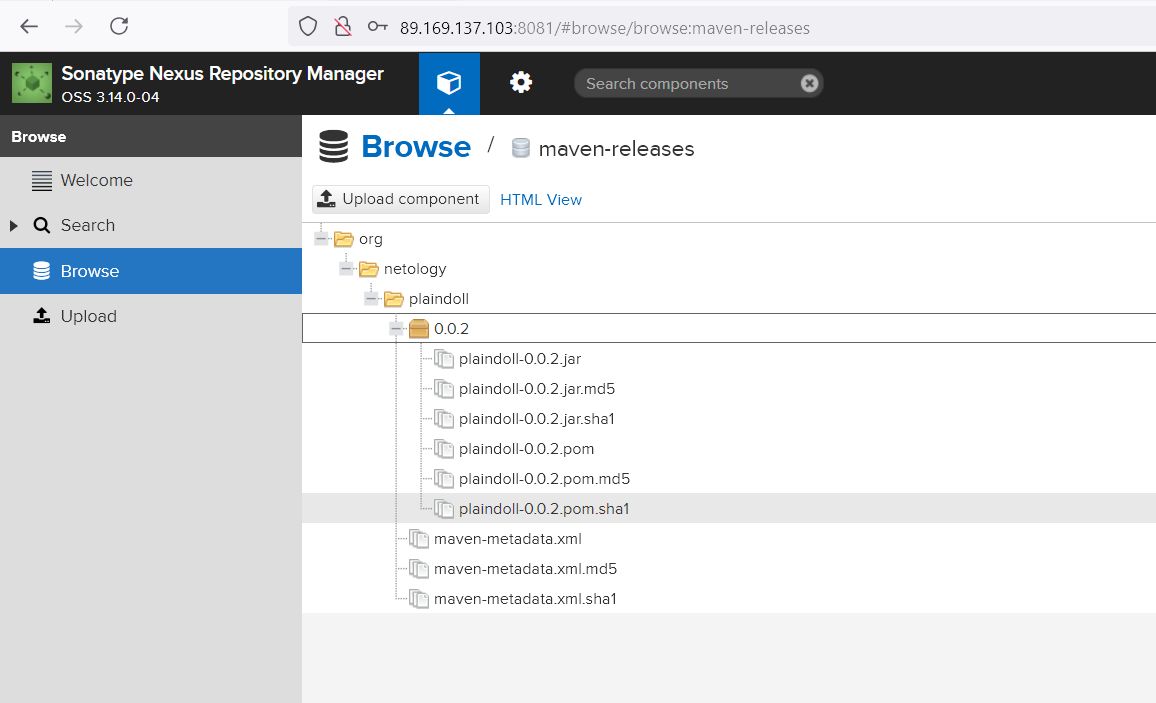 89.169.137.103:8081/#browse/browse:maven-releases
Sonatype Nexus Repository Manager
OSS 3.14.0-04
Search components
Browse
Welcome
Search
Browse
Upload
Browse / maven-releases
Upload component HTML View
org
netology
plaindoll
0.0.2
plaindoll-0.0.2.jar
plaindoll-0.0.2.jar.md5
plaindoll-0.0.2.jar.sha1
plaindoll-0.0.2.pom
plaindoll-0.0.2.pom.md5
plaindoll-0.0.2.pom.sha1
maven-metadata.xml
maven-metadata.xml.md5
maven-metadata.xml.sha1